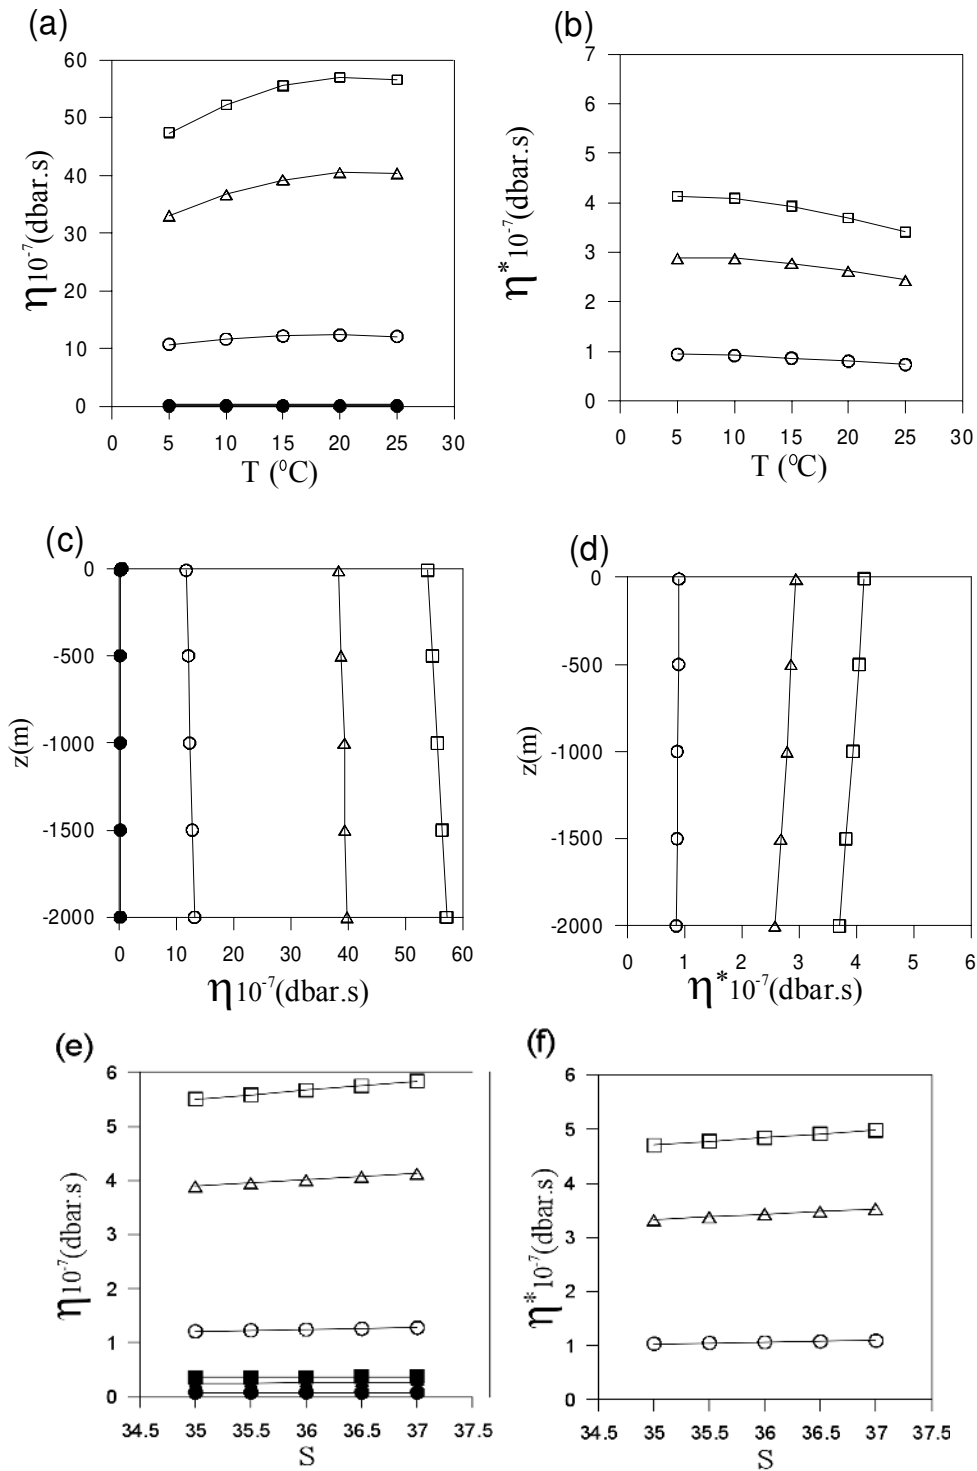 (a)
60
50
40
30
20
10
0
η10⁻⁷(dbar.s)
0 5 10 15 20 25 30
T (⁰C)
(b)
7
6
5
4
3
2
1
0
η*10⁻⁷(dbar.s)
0 5 10 15 20 25 30
T (⁰C)
(c)
0
-500
-1000
-1500
-2000
z(m)
0 10 20 30 40 50 60
η10⁻⁷(dbar.s)
(d)
0
-500
-1000
-1500
-2000
z(m)
0 1 2 3 4 5 6
η*10⁻⁷(dbar.s)
(e)
6
5
4
3
2
1
0
η10⁻⁷(dbar.s)
34.5 35 35.5 36 36.5 37 37.5
S
(f)
6
5
4
3
2
1
0
η*10⁻⁷(dbar.s)
34.5 35 35.5 36 36.5 37 37.5
S